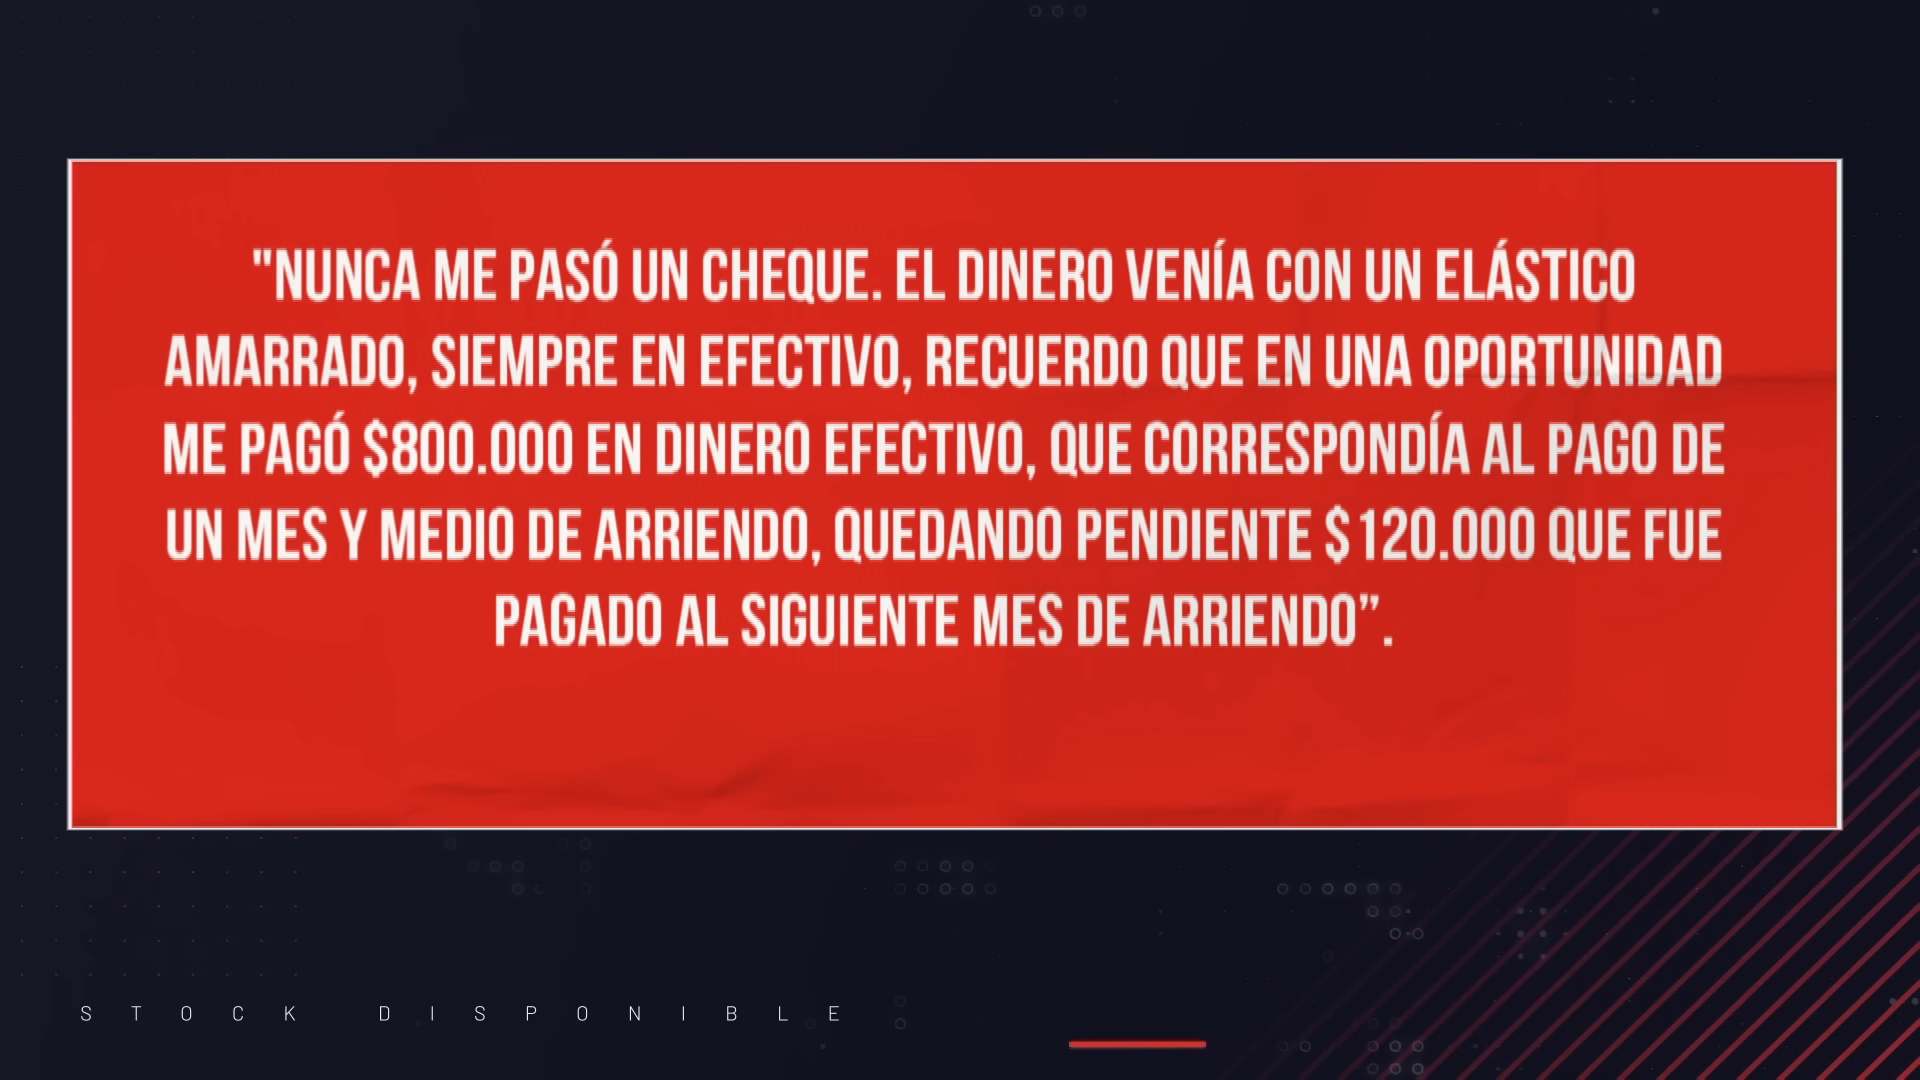 "NUNCA ME PASÓ UN CHEQUE. EL DINERO VENÍA CON UN ELÁSTICO
AMARRADO, SIEMPRE EN EFECTIVO, RECUERDO QUE EN UNA OPORTUNIDAD
ME PAGÓ $800.000 EN DINERO EFECTIVO, QUE CORRESPONDÍA AL PAGO DE
UN MES Y MEDIO DE ARRIENDO, QUEDANDO PENDIENTE $120.000 QUE FUE
PAGADO AL SIGUIENTE MES DE ARRIENDO”.
STOCK DISPONIBLE